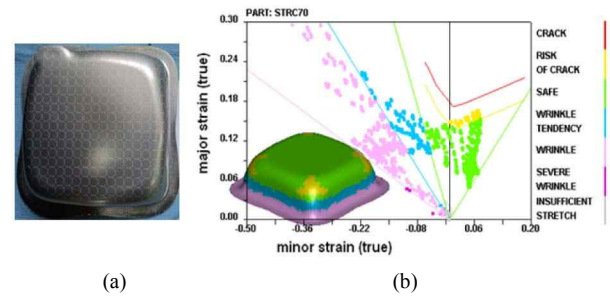 PART: STRC70
(b)
0.30
0.24
0.18
0.12
0.06
0.00
major strain (true)
-0.50
-0.36
-0.22
-0.08
0.06
0.20
minor strain (true)
CRACK
RISK
OF CRACK
SAFE
WRINKLE
TENDENCY
WRINKLE
SEVERE
WRINKLE
INSUFFICIENT
STRETCH
(a)
(b)